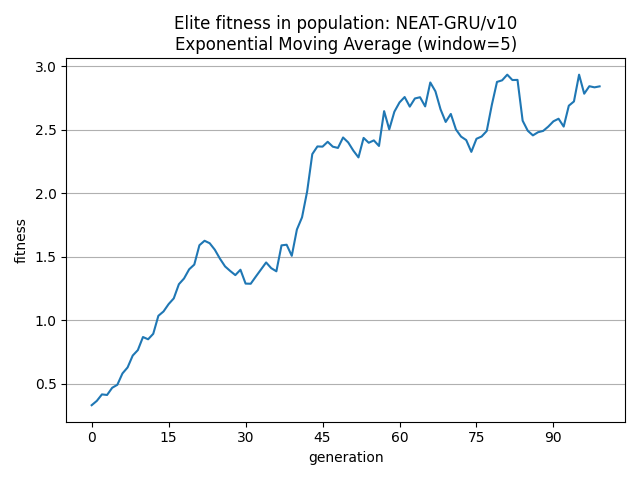 Elite fitness in population: NEAT-GRU/v10
Exponential Moving Average (window=5)
fitness
3.0
2.5
2.0
1.5
1.0
0.5
0 15 30 45 60 75 90
generation